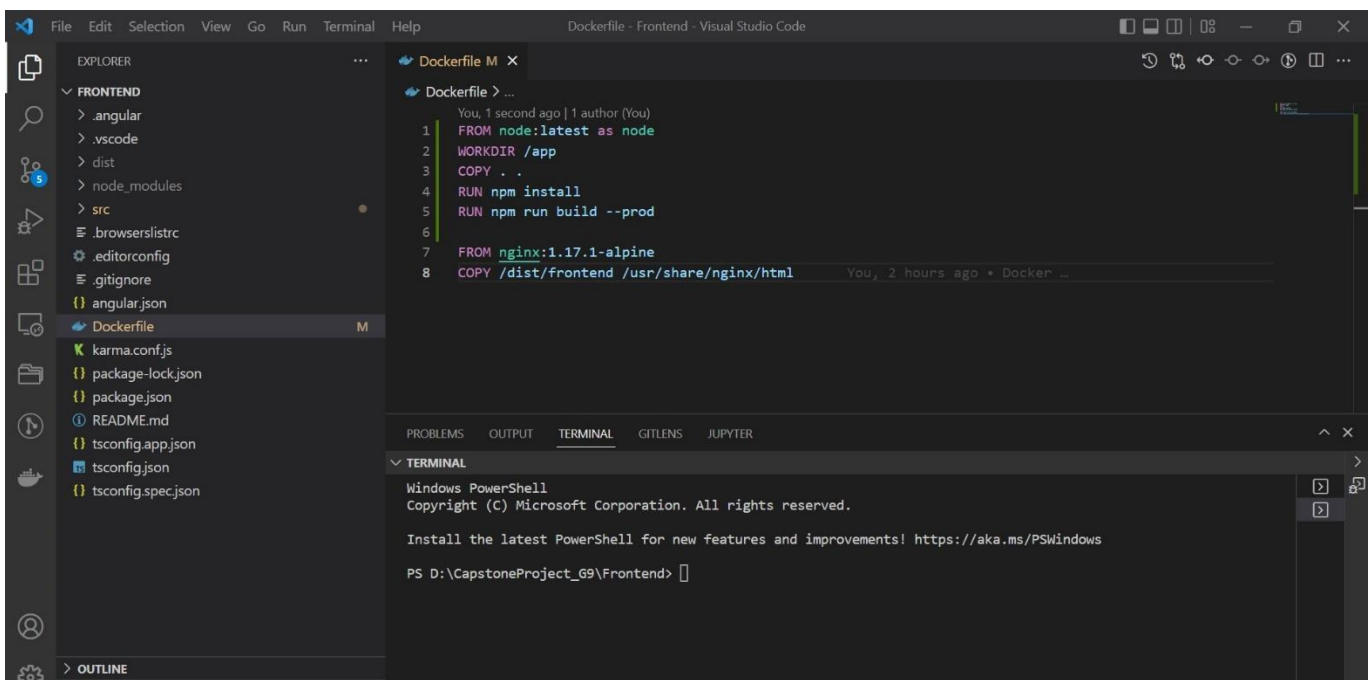 File Edit Selection View Go Run Terminal Help Dockerfile - Frontend - Visual Studio Code
EXPLORER
FRONTEND
.angular
.vscode
dist
node_modules
src
.browserslistrc
.editorconfig
.gitignore
angular.json
Dockerfile M
karma.conf.js
package-lock.json
package.json
README.md
tsconfig.app.json
tsconfig.json
tsconfig.spec.json
OUTLINE
5
Dockerfile M
Dockerfile > ...
You, 1 second ago | 1 author (You)
1 FROM node:latest as node
2 WORKDIR /app
3 COPY . .
4 RUN npm install
5 RUN npm run build --prod
6
7 FROM nginx:1.17.1-alpine
8 COPY /dist/frontend /usr/share/nginx/html You, 2 hours ago • Docker …
PROBLEMS OUTPUT TERMINAL GITLENS JUPYTER
TERMINAL
Windows PowerShell
Copyright (C) Microsoft Corporation. All rights reserved.
Install the latest PowerShell for new features and improvements! https://aka.ms/PSWindows
PS D:\CapstoneProject_G9\Frontend>